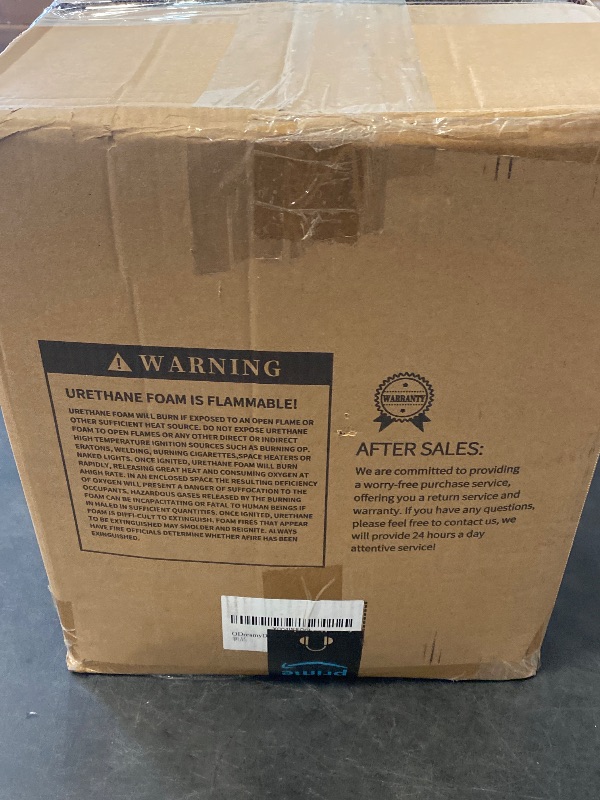 WARNING
URETHANE FOAM IS FLAMMABLE!
URETHANE FOAM WILL BURN IF EXPOSED TO AN OPEN FLAME OR
OTHER SUFFICIENT HEAT SOURCE. DO NOT EXPOSE URETHANE
FOAM TO OPEN FLAMES OR ANY OTHER DIRECT OR INDIRECT
HIGH TEMPERATURE IGNITION SOURCES SUCH AS BURNING OP.
ERATONS, WELDING, BURNING CIGARETTES,SPACE HEATERS OR
NAKED LIGHTS. ONCE IGNITED, URETHANE FOAM WILL BURN
RAPIDLY, RELEASING GREAT HEAT AND CONSUMING OXYGEN AT
AHIGH RATE. IN AN ENCLOSED SPACE THE RESULTING DEFICIENCY
OF OXYGEN WILL PRESENT A DANGER OF SUFFOCATION TO THE
OCCUPANTS. HAZARDOUS GASES RELEASED BY THE BURNING
FOAM CAN BE INCAPACITATING OR FATAL TO HUMAN BEINGS IF
IN HALED IN SUFFICIENT QUANTITIES. ONCE IGNITED, URETHANE
FOAM IS DIFFI-CULT TO EXTINGUISH. FOAM FIRES THAT APPEAR
TO BE EXTINGUISHED MAY SMOLDER AND REIGNITE. ALWAYS
HAVE FIRE OFFICIALS DETERMINE WHETHER AFIRE HAS BEEN
EXINGUISHED.
WARRANTY
AFTER SALES:
We are committed to providing
a worry-free purchase service,
offering you a return service and
warranty. If you have any questions,
please feel free to contact us, we
will provide 24 hours a day
attentive service!
prime